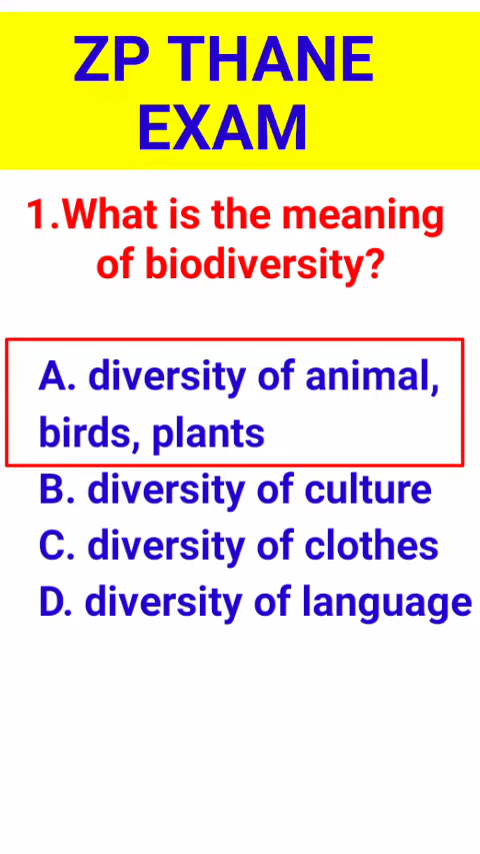 ZP THANE
EXAM
1.What is the meaning
of biodiversity?
A. diversity of animal,
birds, plants
B. diversity of culture
C. diversity of clothes
D. diversity of language